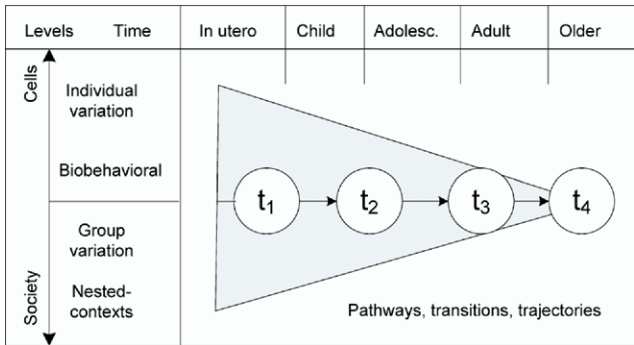 Levels Time In utero Child Adolesc. Adult Older
Cells
Individual
variation
Biobehavioral
t1 t2 t3 t4
Group
variation
Nested-
contexts
Society
Pathways, transitions, trajectories